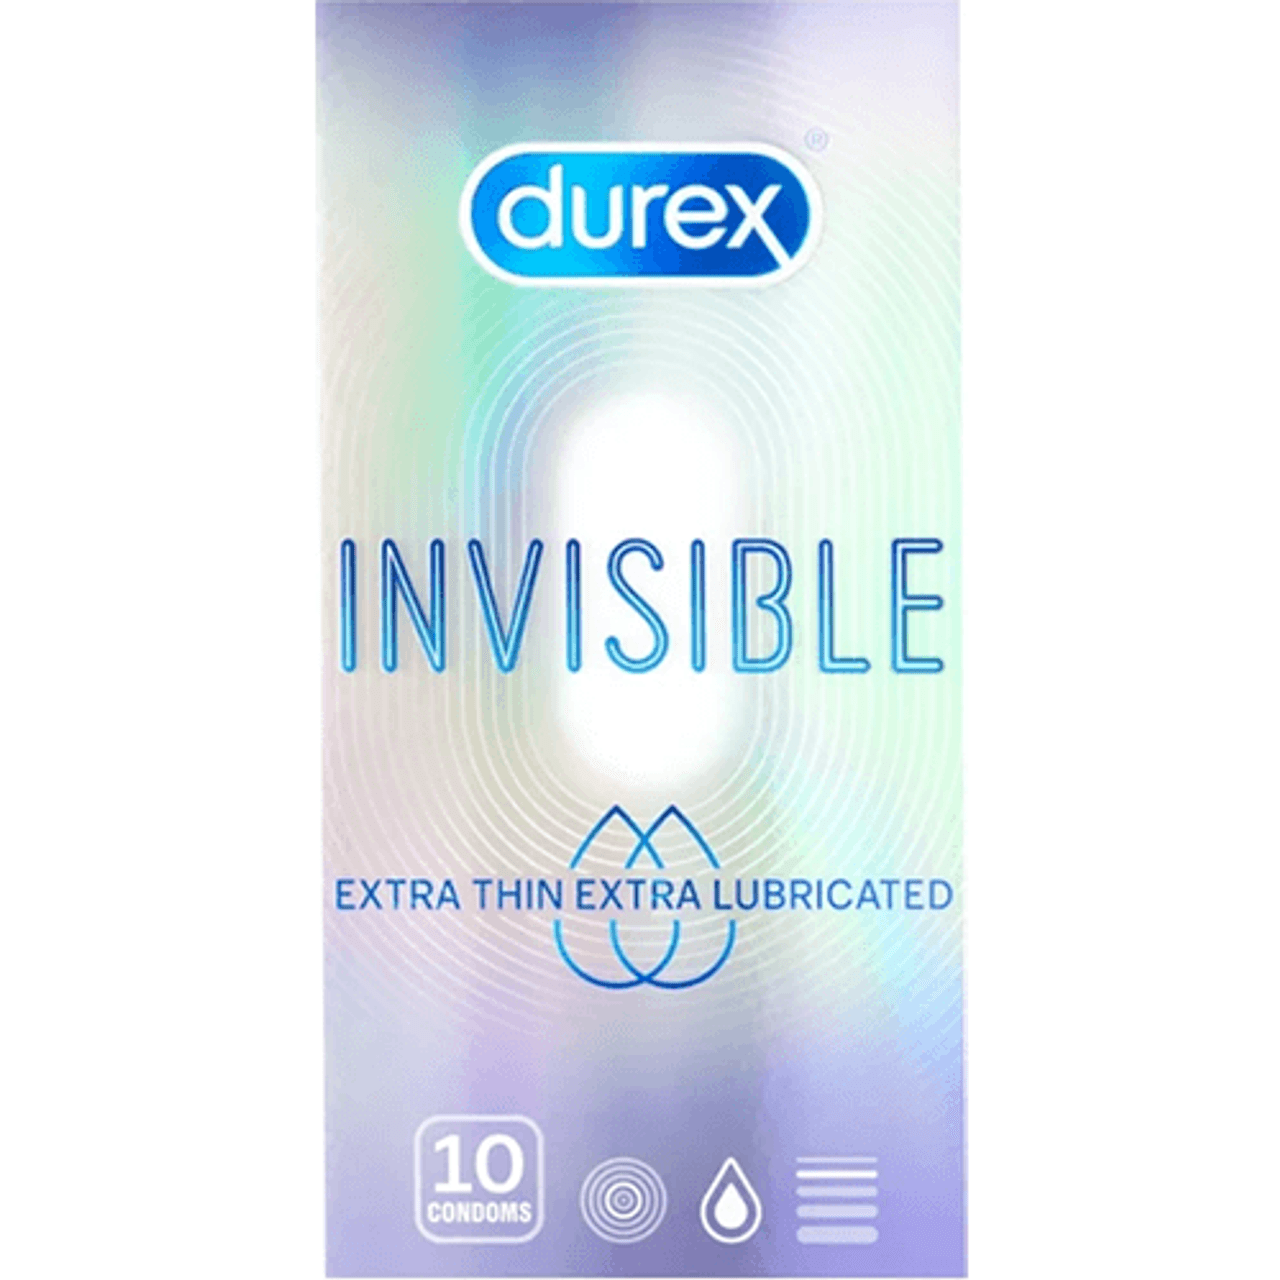 durex®
INVISIBLE
EXTRA THIN EXTRA LUBRICATED
10
CONDOMS